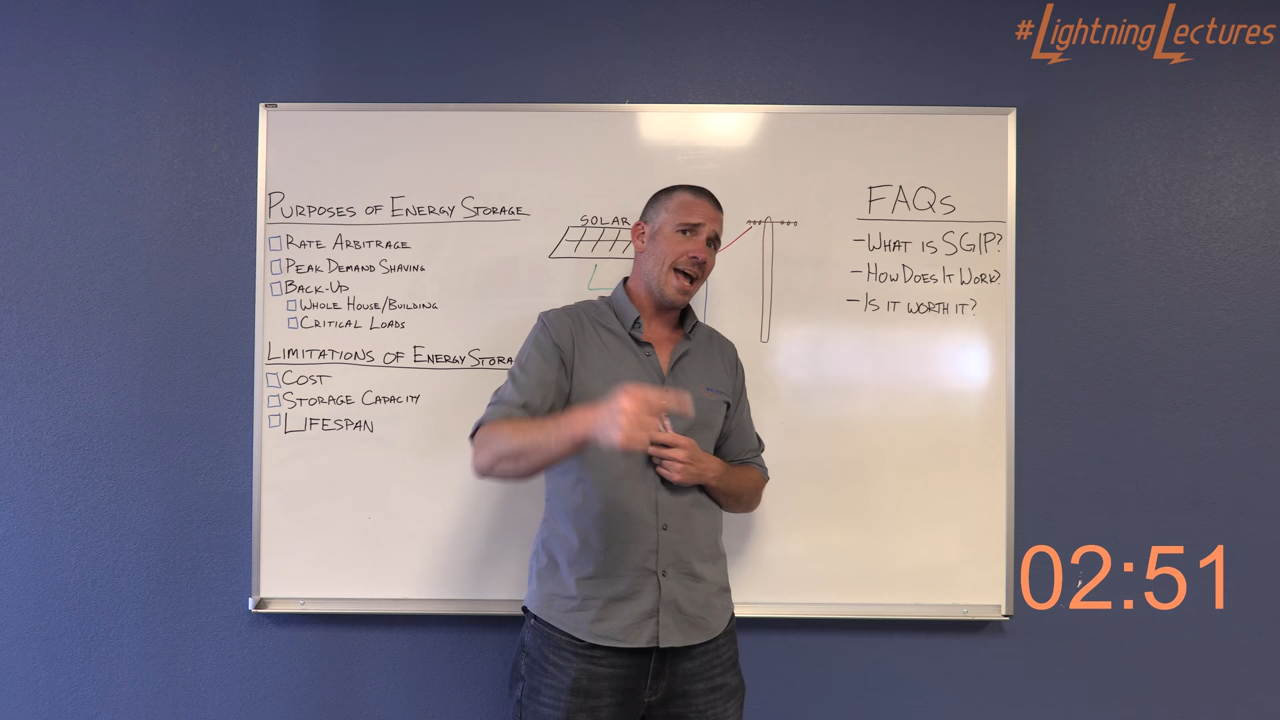 #LightningLectures
PURPOSES OF ENERGY STORAGE
RATE ARBITRAGE
PEAK DEMAND SHAVING
BACK-UP
WHOLE HOUSE/BUILDING
CRITICAL LOADS
LIMITATIONS OF ENERGY STORA
COST
STORAGE CAPACITY
LIFESPAN
SOLAR
FAQs
-WHAT IS SGIP?
-HOW DOES IT WORK?
-IS IT WORTH IT?
02:51